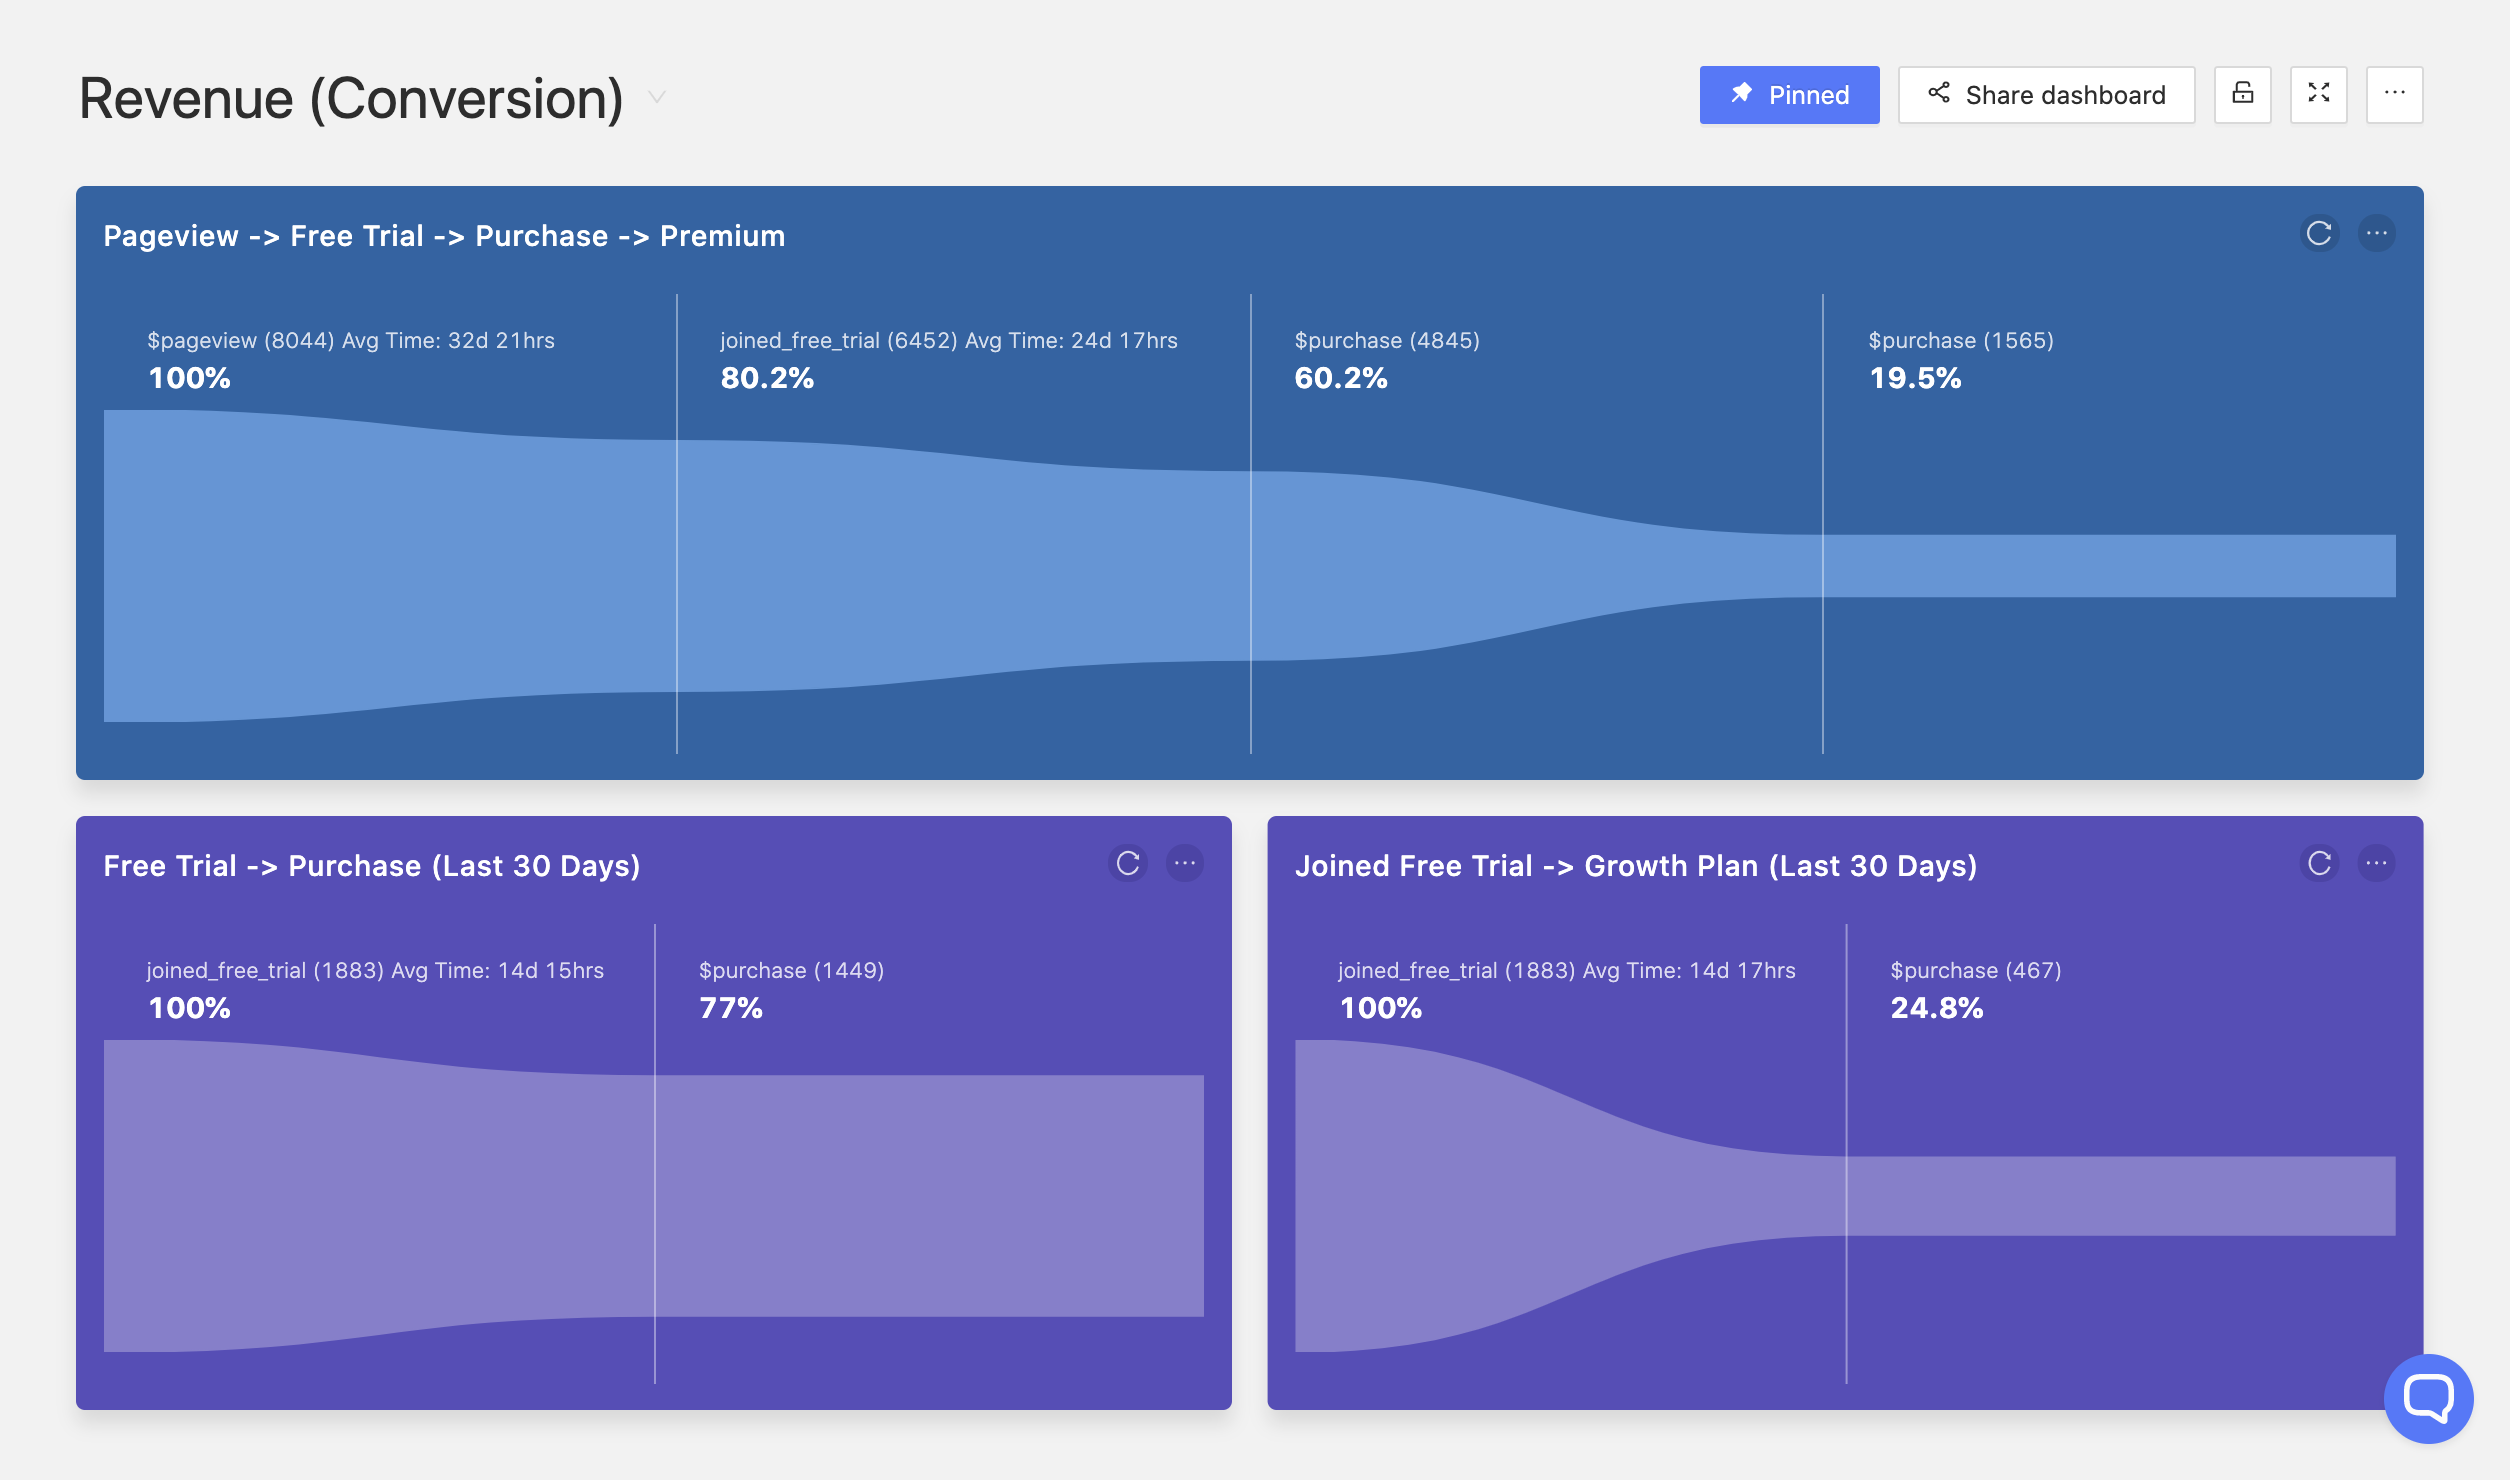 Revenue (Conversion)
Pinned
Share dashboard
Pageview -> Free Trial -> Purchase -> Premium
$pageview (8044) Avg Time: 32d 21hrs
100%
joined_free_trial (6452) Avg Time: 24d 17hrs
80.2%
$purchase (4845)
60.2%
$purchase (1565)
19.5%
Free Trial -> Purchase (Last 30 Days)
joined_free_trial (1883) Avg Time: 14d 15hrs
100%
$purchase (1449)
77%
Joined Free Trial -> Growth Plan (Last 30 Days)
joined_free_trial (1883) Avg Time: 14d 17hrs
100%
$purchase (467)
24.8%